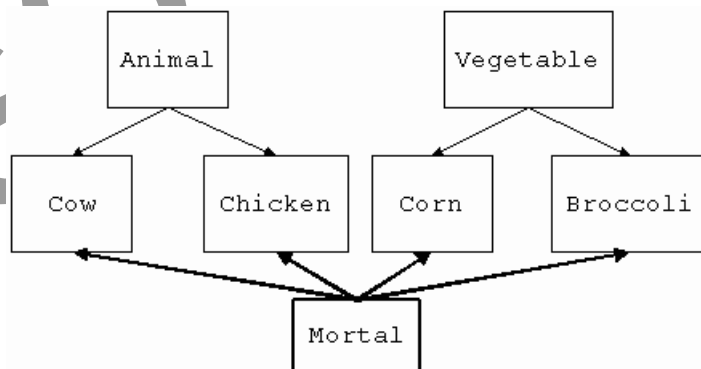 Animal
Vegetable
Cow
Chicken
Corn
Broccoli
Mortal